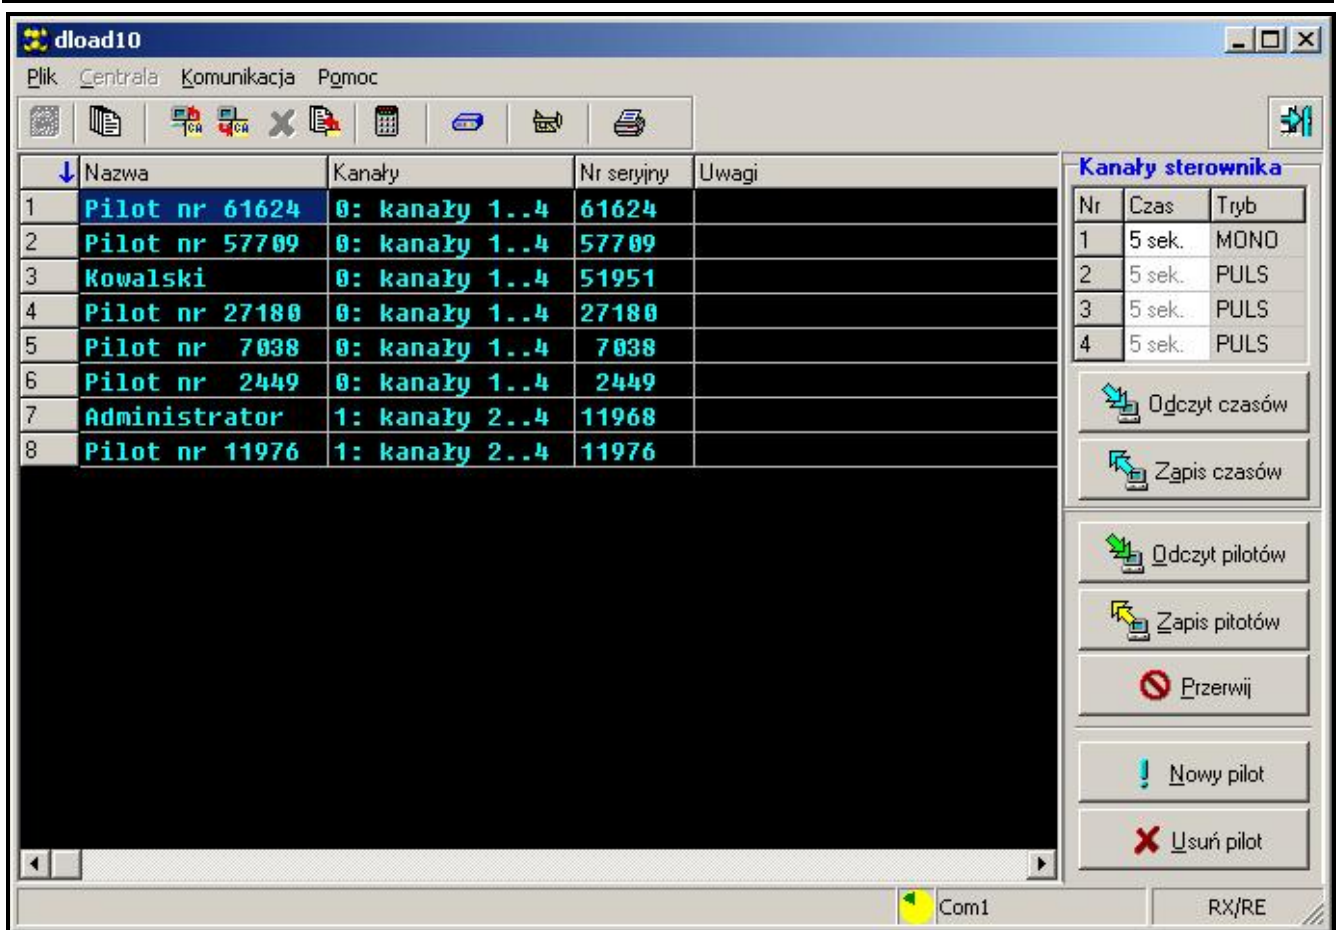 dload10
Plik Centrala Komunikacja Pomoc
Nazwa Kanały Nr seryjny Uwagi
1 Pilot nr 61624 0: kanały 1..4 61624
2 Pilot nr 57709 0: kanały 1..4 57709
3 Kowalski 0: kanały 1..4 51951
4 Pilot nr 27180 0: kanały 1..4 27180
5 Pilot nr 7038 0: kanały 1..4 7038
6 Pilot nr 2449 0: kanały 1..4 2449
7 Administrator 1: kanały 2..4 11968
8 Pilot nr 11976 1: kanały 2..4 11976
Kanały sterownika
Nr Czas Tryb
1 5 sek. MONO
2 5 sek. PULS
3 5 sek. PULS
4 5 sek. PULS
Odczyt czasów
Zapis czasów
Odczyt pilotów
Zapis pitotów
Przerwij
Nowy pilot
Usuń pilot
Com1 RX/RE